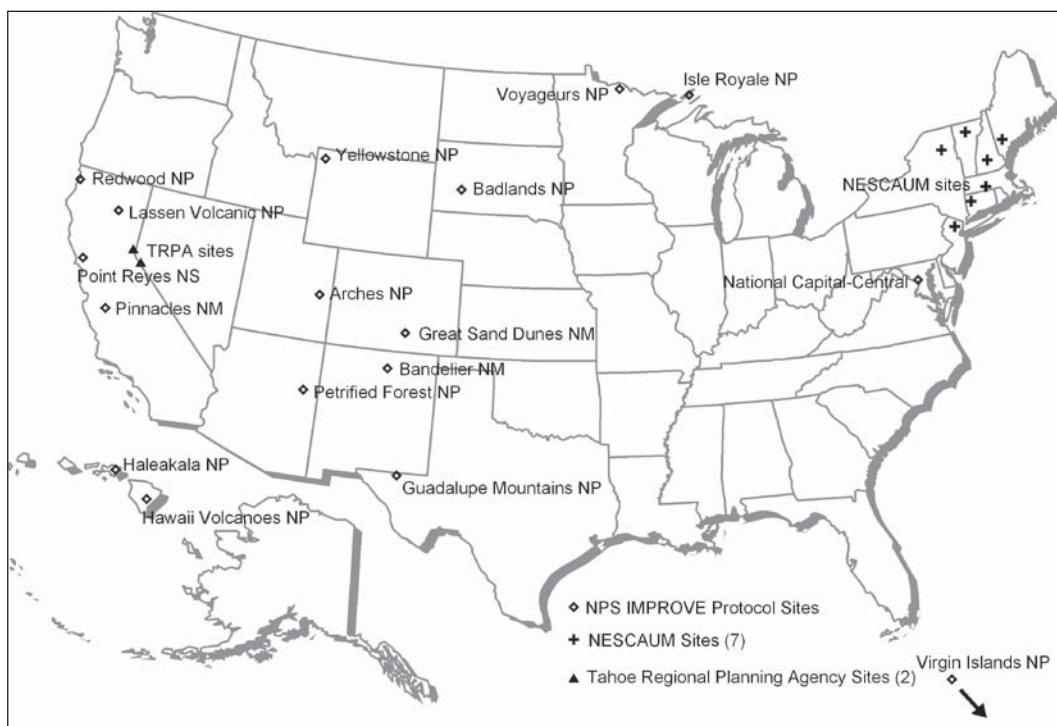 Isle Royale NP
Voyageurs NP
Yellowstone NP
Redwood NP
Badlands NP
NESCAUM sites
Lassen Volcanic NP
TRPA sites
Point Reyes NS
National Capital-Central
Arches NP
Pinnacles NM
Great Sand Dunes NM
Bandelier NM
Petrified Forest NP
Haleakala NP
Guadalupe Mountains NP
Hawaii Volcanoes NP
NPS IMPROVE Protocol Sites
NESCAUM Sites (7)
Tahoe Regional Planning Agency Sites (2)
Virgin Islands NP